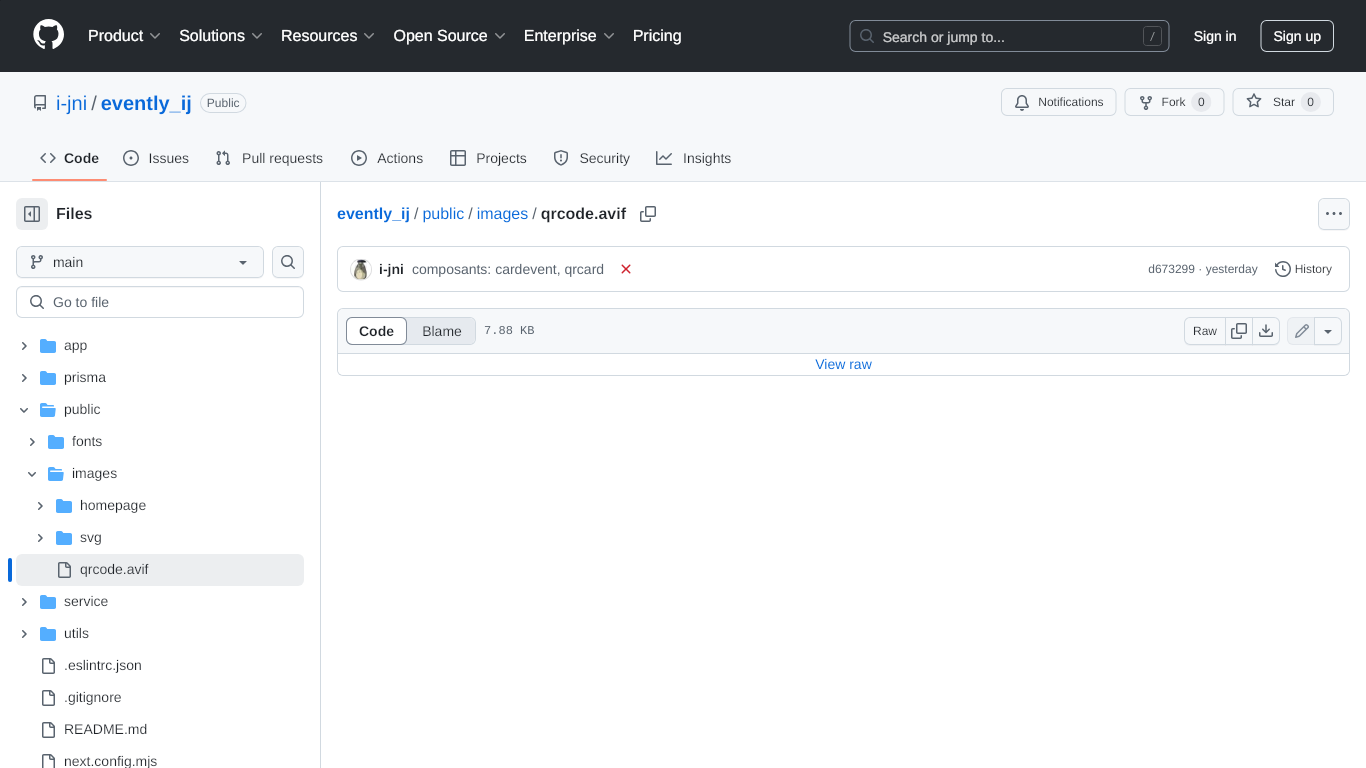 Product Solutions Resources Open Source Enterprise Pricing Search or jump to... / Sign in Sign up
i-jni / evently_ij Public Notifications Fork 0 Star 0
Code Issues Pull requests Actions Projects Security Insights
Files
main
Go to file
app
prisma
public
fonts
images
homepage
svg
qrcode.avif
service
utils
.eslintrc.json
.gitignore
README.md
next.config.mjs
evently_ij / public / images / qrcode.avif
i-jni composants: cardevent, qrcard d673299 · yesterday History
Code Blame 7.88 KB Raw
View raw